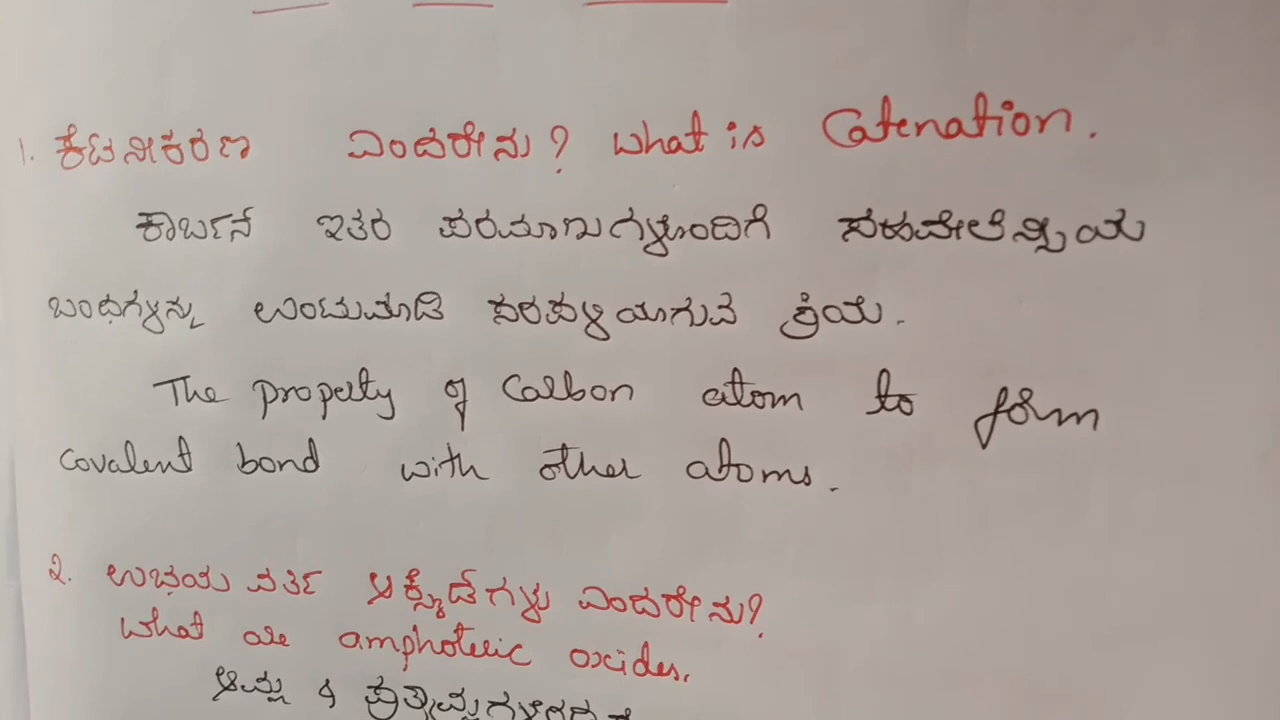 1. ಕೆಟನೀಕರಣ ಎಂದರೇನು? What is Catenation.
ಕಾರ್ಬನ್ ಇತರ ಪರಮಾಣುಗಳೊಂದಿಗೆ ಸಹವೇಲೆನ್ಸಿಯ
ಬಂಧಗಳನ್ನು ಉಂಟುಮಾಡಿ ಸರಪಳಿಯಾಗುವ ಕ್ರಿಯೆ.
The property of Carbon atom to form
covalent bond with other atoms.
2. ಉಭಯ ವರ್ತಿ ಆಕ್ಸೈಡ್‌ಗಳು ಎಂದರೇನು?
What are amphoteric oxides.
ಆಮ್ಲ &